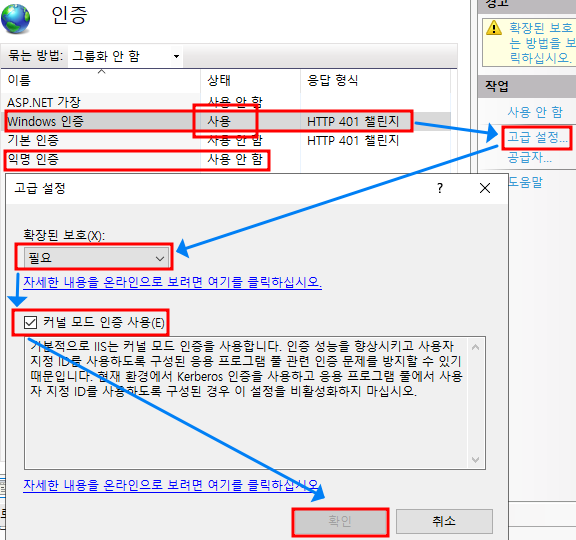 인증
묶는 방법: 그룹화 안 함
이름 상태 응답 형식
ASP.NET 가장 사용 안 함
Windows 인증 사용 HTTP 401 챌린지
기본 인증 사용 안 함 HTTP 401 챌린지
익명 인증 사용 안 함
경고
확장된 보호
는 방법을 보
릭하십시오.
작업
사용 안 함
고급 설정...
공급자...
도움말
고급 설정 ? ×
확장된 보호(X):
필요
자세한 내용을 온라인으로 보려면 여기를 클릭하십시오.
커널 모드 인증 사용(E)
기본적으로 IIS는 커널 모드 인증을 사용합니다. 인증 성능을 향상시키고 사용자
지정 ID를 사용하도록 구성된 응용 프로그램 풀 관련 인증 문제를 방지할 수 있기
때문입니다. 현재 환경에서 Kerberos 인증을 사용하고 응용 프로그램 풀에서 사용
자 지정 ID를 사용하도록 구성된 경우 이 설정을 비활성화하지 마십시오.
자세한 내용을 온라인으로 보려면 여기를 클릭하십시오.
확인 취소